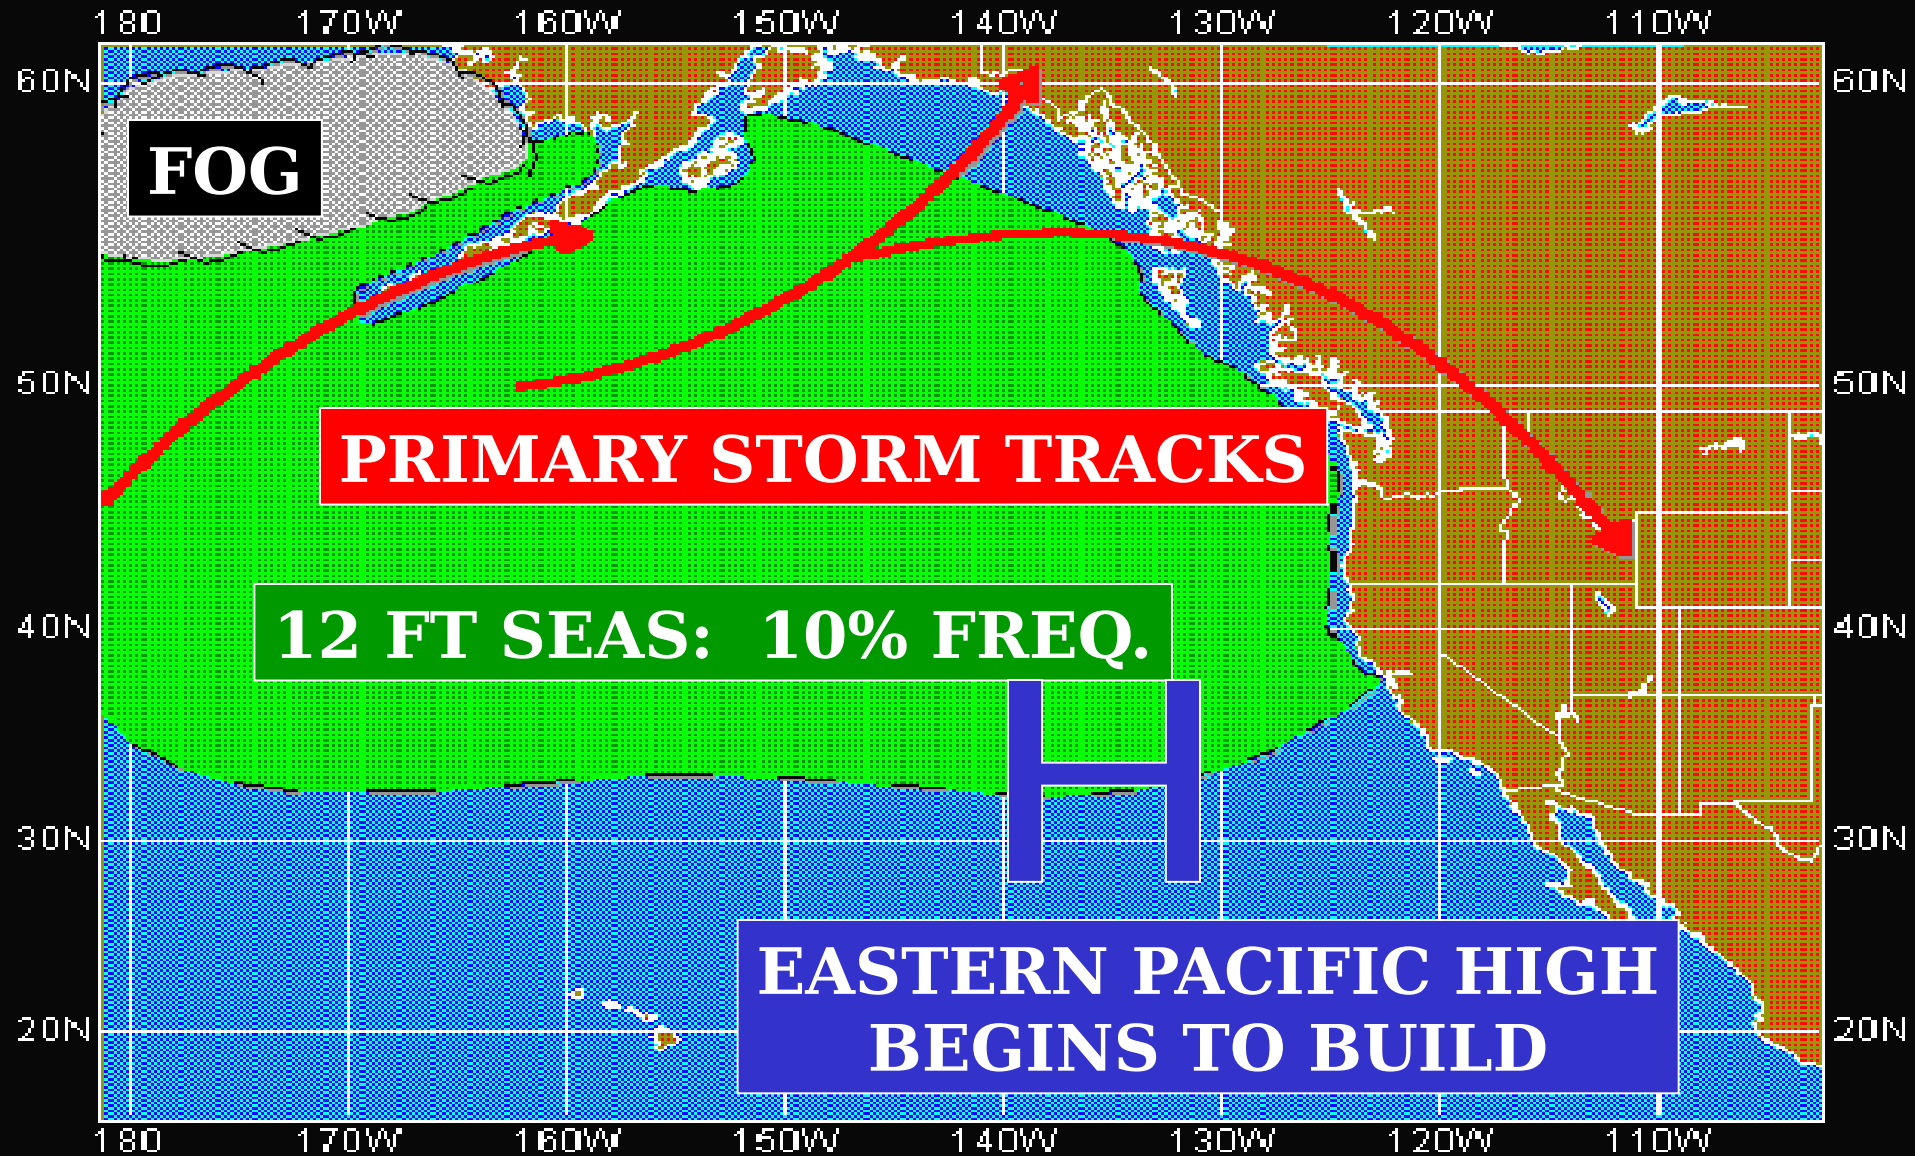 180 170W 160W 150W 140W 130W 120W 110W
60N 60N
FOG
50N 50N
PRIMARY STORM TRACKS
12 FT SEAS: 10% FREQ.
40N 40N
H
30N 30N
EASTERN PACIFIC HIGH
BEGINS TO BUILD
20N 20N
180 170W 160W 150W 140W 130W 120W 110W